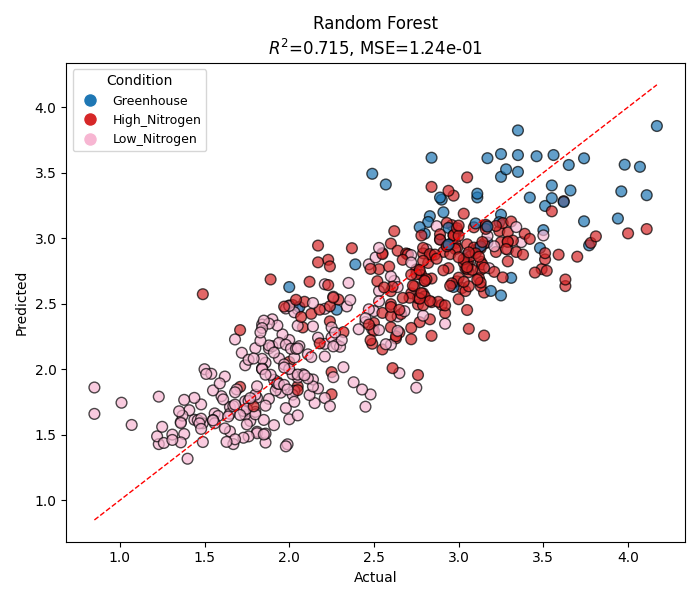 Random Forest
R²=0.715, MSE=1.24e-01
Condition
Greenhouse
High_Nitrogen
Low_Nitrogen
4.0
3.5
3.0
2.5
2.0
1.5
1.0
Predicted
1.0 1.5 2.0 2.5 3.0 3.5 4.0
Actual